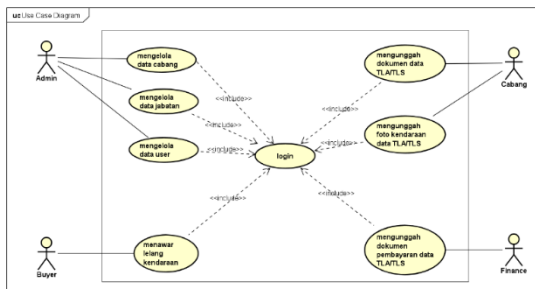 uc Use Case Diagram
mengelola
data cabang
Admin
mengelola
data jabatan
mengelola
data user
<<include>>
<<include>>
<<include>>
login
mengunggah
dokumen data
TLA/TLS
Cabang
mengunggah
foto kendaraan
data TLA/TLS
<<include>>
<<include>>
<<include>>
<<include>>
menawar
lelang
kendaraan
Buyer
mengunggah
dokumen
pembayaran data
TLA/TLS
Finance